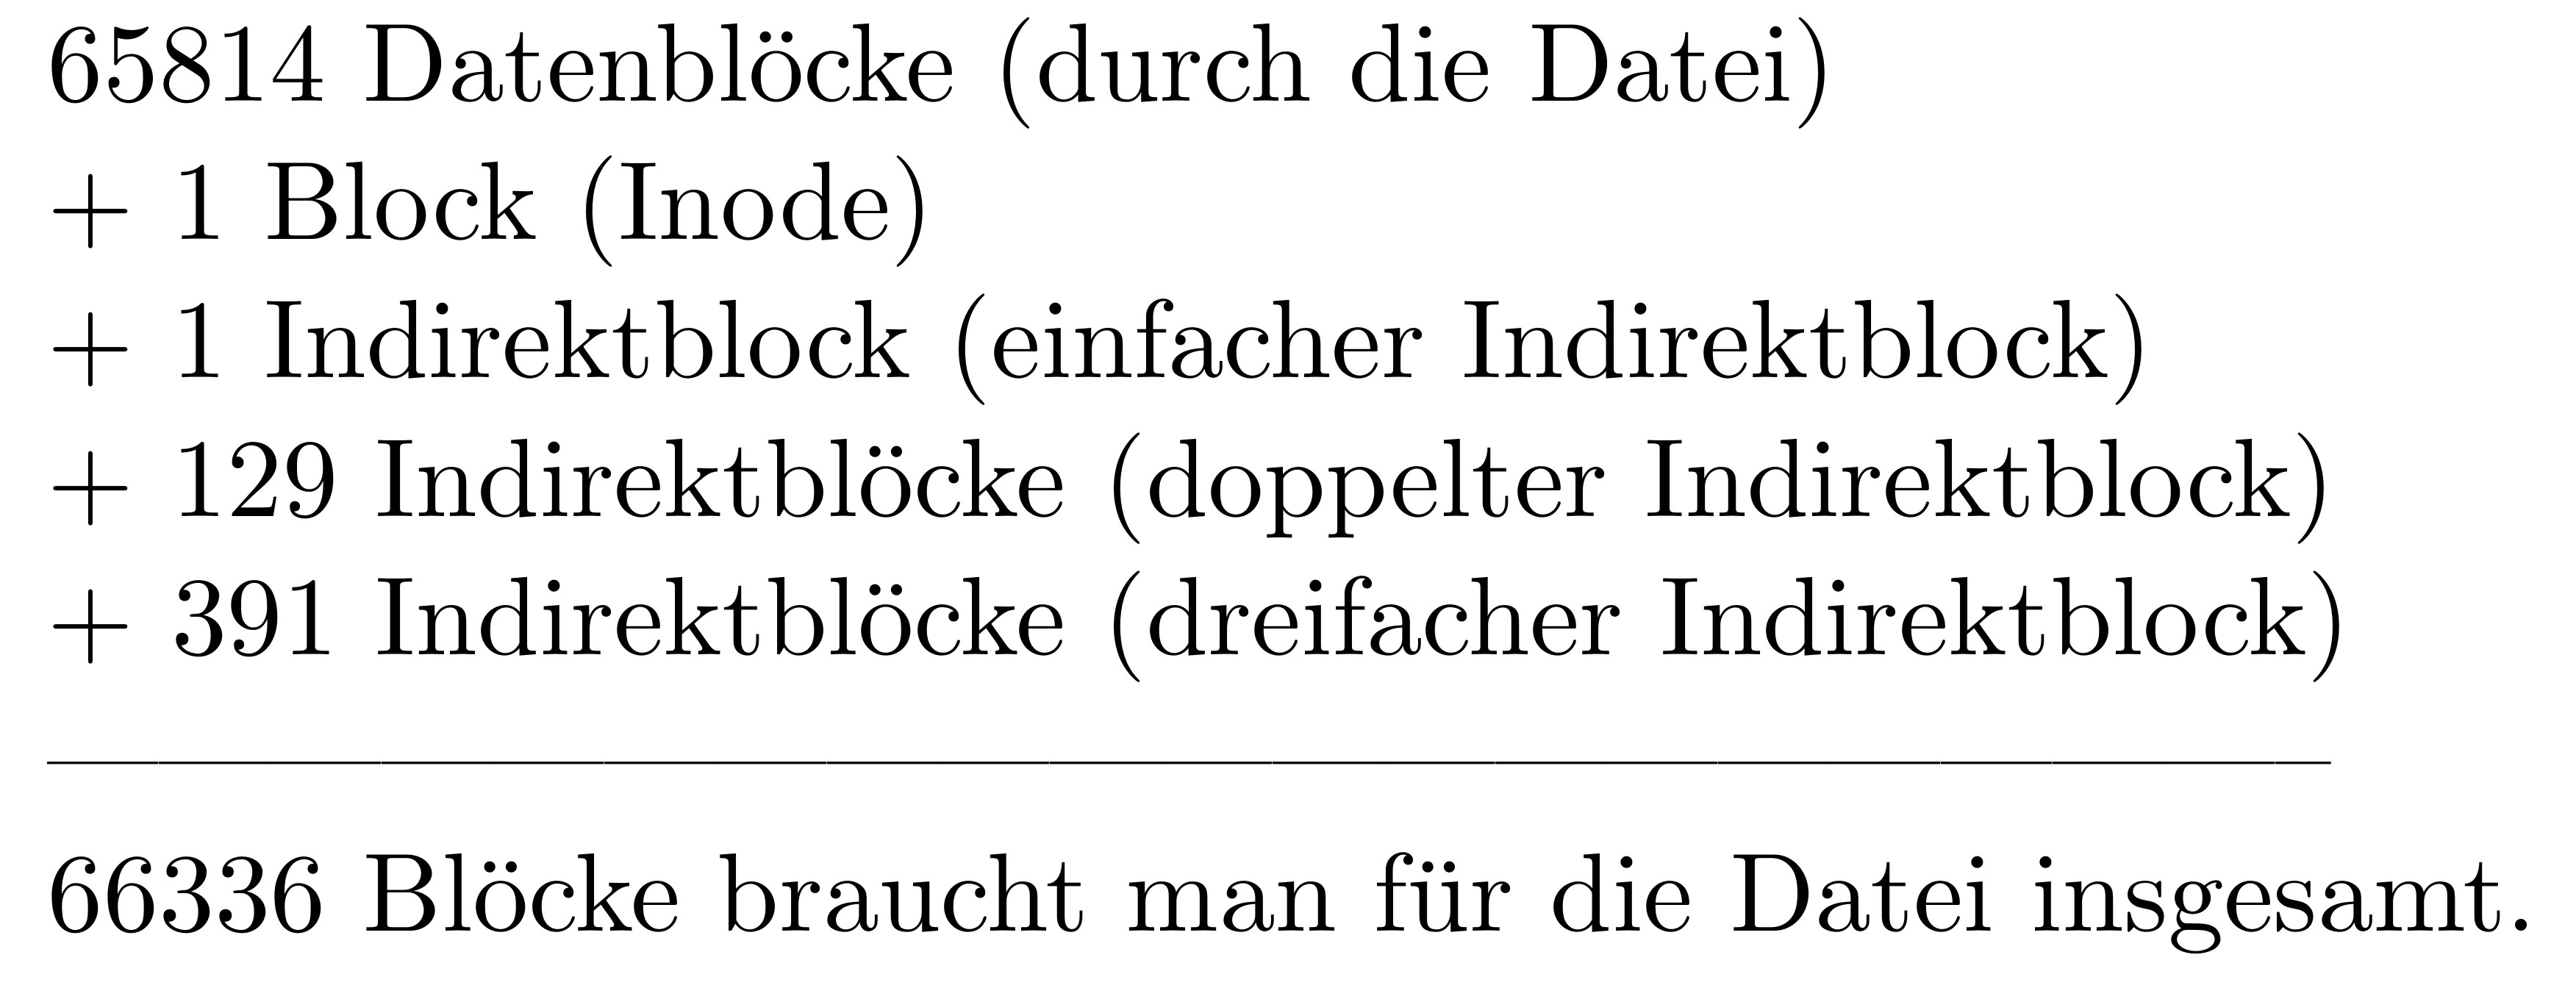 65814 Datenblöcke (durch die Datei)
+ 1 Block (Inode)
+ 1 Indirektblock (einfacher Indirektblock)
+ 129 Indirektblöcke (doppelter Indirektblock)
+ 391 Indirektblöcke (dreifacher Indirektblock)
66336 Blöcke braucht man für die Datei insgesamt.